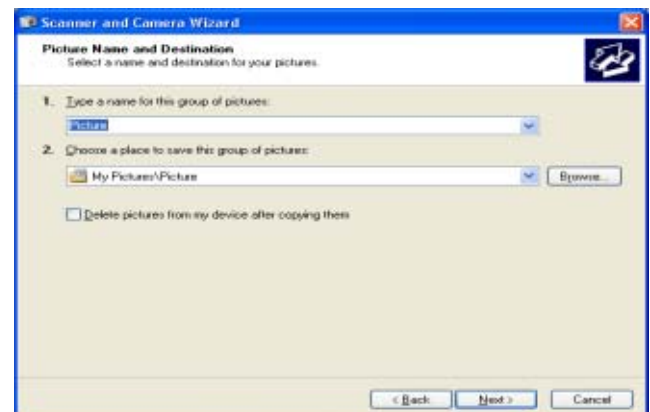 Scanner and Camera Wizard
Picture Name and Destination
Select a name and destination for your pictures.
1. Type a name for this group of pictures:
Picture
2. Choose a place to save this group of pictures:
My Pictures\Picture
Browse...
Delete pictures from my device after copying them
< Back Next > Cancel